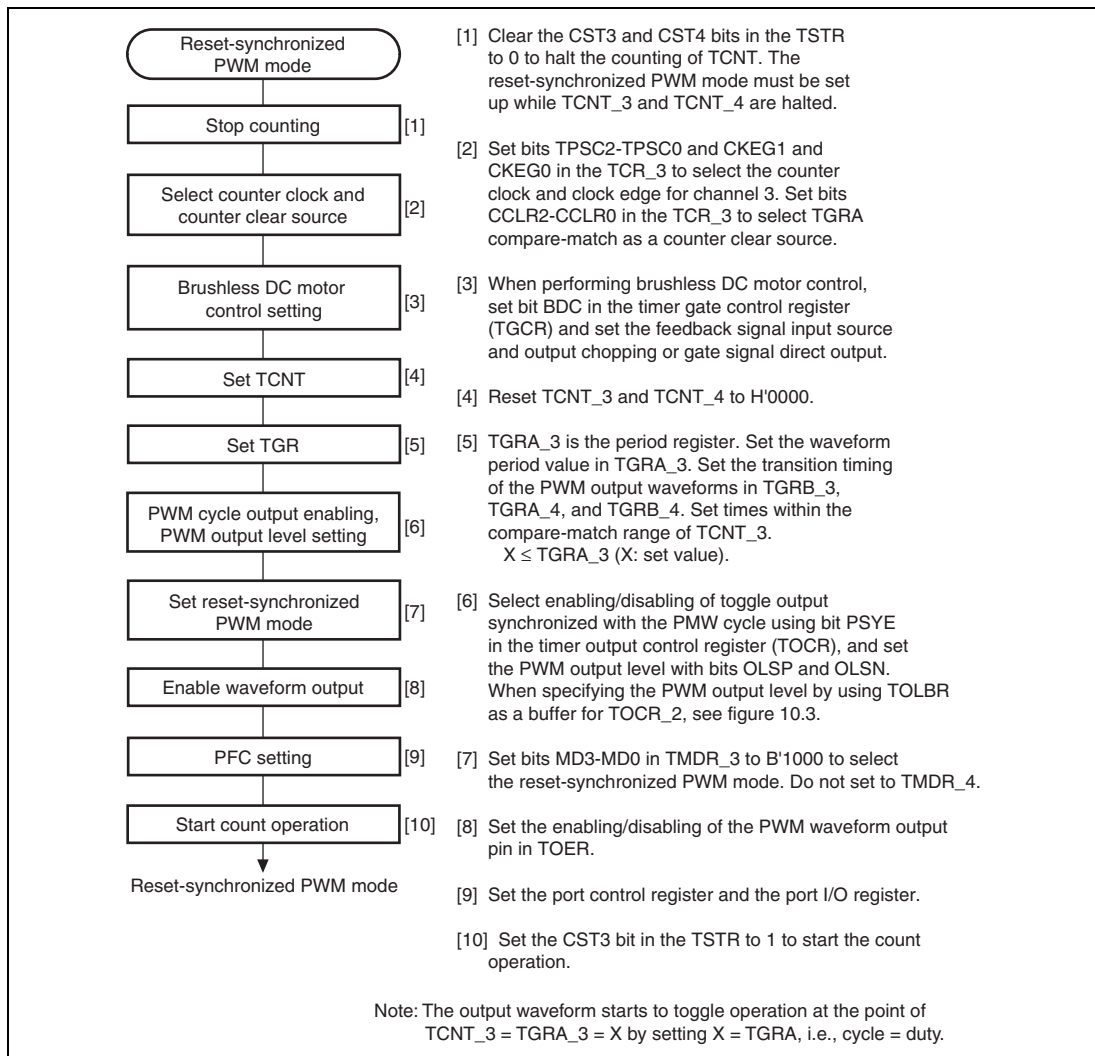 Reset-synchronized
PWM mode
Stop counting [1]
Select counter clock and
counter clear source [2]
Brushless DC motor
control setting [3]
Set TCNT [4]
Set TGR [5]
PWM cycle output enabling,
PWM output level setting [6]
Set reset-synchronized
PWM mode [7]
Enable waveform output [8]
PFC setting [9]
Start count operation [10]
Reset-synchronized PWM mode
[1] Clear the CST3 and CST4 bits in the TSTR
to 0 to halt the counting of TCNT. The
reset-synchronized PWM mode must be set
up while TCNT_3 and TCNT_4 are halted.
[2] Set bits TPSC2-TPSC0 and CKEG1 and
CKEG0 in the TCR_3 to select the counter
clock and clock edge for channel 3. Set bits
CCLR2-CCLR0 in the TCR_3 to select TGRA
compare-match as a counter clear source.
[3] When performing brushless DC motor control,
set bit BDC in the timer gate control register
(TGCR) and set the feedback signal input source
and output chopping or gate signal direct output.
[4] Reset TCNT_3 and TCNT_4 to H'0000.
[5] TGRA_3 is the period register. Set the waveform
period value in TGRA_3. Set the transition timing
of the PWM output waveforms in TGRB_3,
TGRA_4, and TGRB_4. Set times within the
compare-match range of TCNT_3.
X ≤ TGRA_3 (X: set value).
[6] Select enabling/disabling of toggle output
synchronized with the PMW cycle using bit PSYE
in the timer output control register (TOCR), and set
the PWM output level with bits OLSP and OLSN.
When specifying the PWM output level by using TOLBR
as a buffer for TOCR_2, see figure 10.3.
[7] Set bits MD3-MD0 in TMDR_3 to B'1000 to select
the reset-synchronized PWM mode. Do not set to TMDR_4.
[8] Set the enabling/disabling of the PWM waveform output
pin in TOER.
[9] Set the port control register and the port I/O register.
[10] Set the CST3 bit in the TSTR to 1 to start the count
operation.
Note: The output waveform starts to toggle operation at the point of
TCNT_3 = TGRA_3 = X by setting X = TGRA, i.e., cycle = duty.